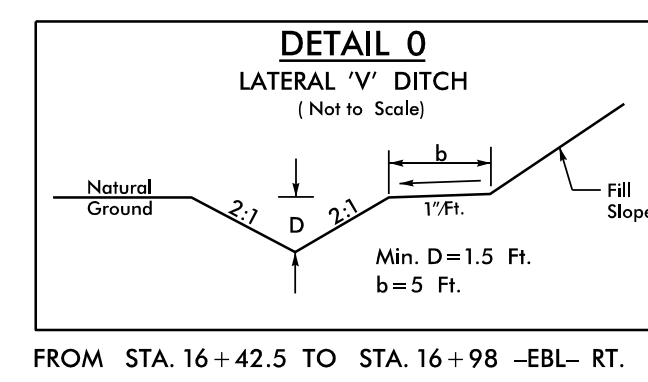 DETAIL O
LATERAL 'V' DITCH
( Not to Scale)
Natural
Ground
2:1
D
2:1
b
1"/Ft.
Fill
Slope
Min. D=1.5 Ft.
b=5 Ft.
FROM STA. 16+42.5 TO STA. 16+98 –EBL– RT.